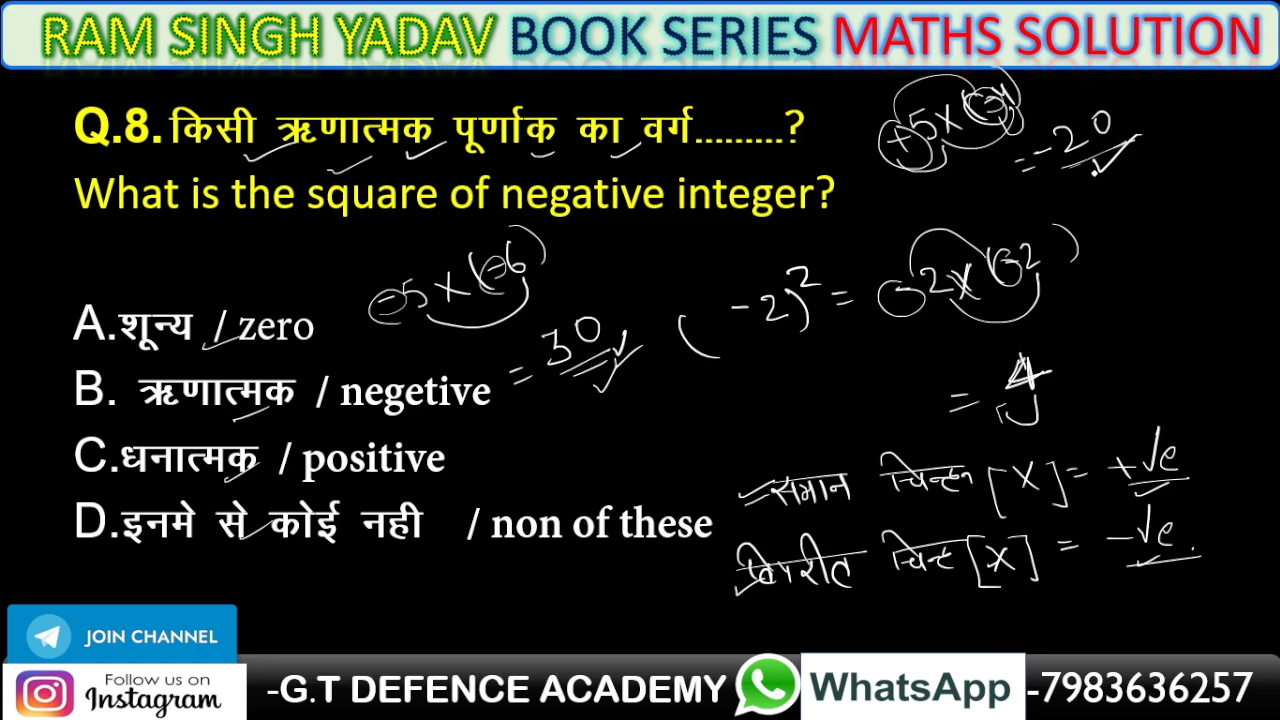 RAM SINGH YADAV BOOK SERIES MATHS SOLUTION
Q.8. किसी ऋणात्मक पूर्णाक का वर्ग.........?
What is the square of negative integer?
+5×(-4) = -20
-5×(-6) = 30
(-2)² = -2×(-2)
= 4
A.शून्य / zero
B. ऋणात्मक / negetive
C.धनात्मक / positive
D.इनमे से कोई नही / non of these
समान चिन्ह [×] = +√e
विपरीत चिन्ह [×] = -√e
JOIN CHANNEL
Follow us on
Instagram
-G.T DEFENCE ACADEMY
WhatsApp
-7983636257